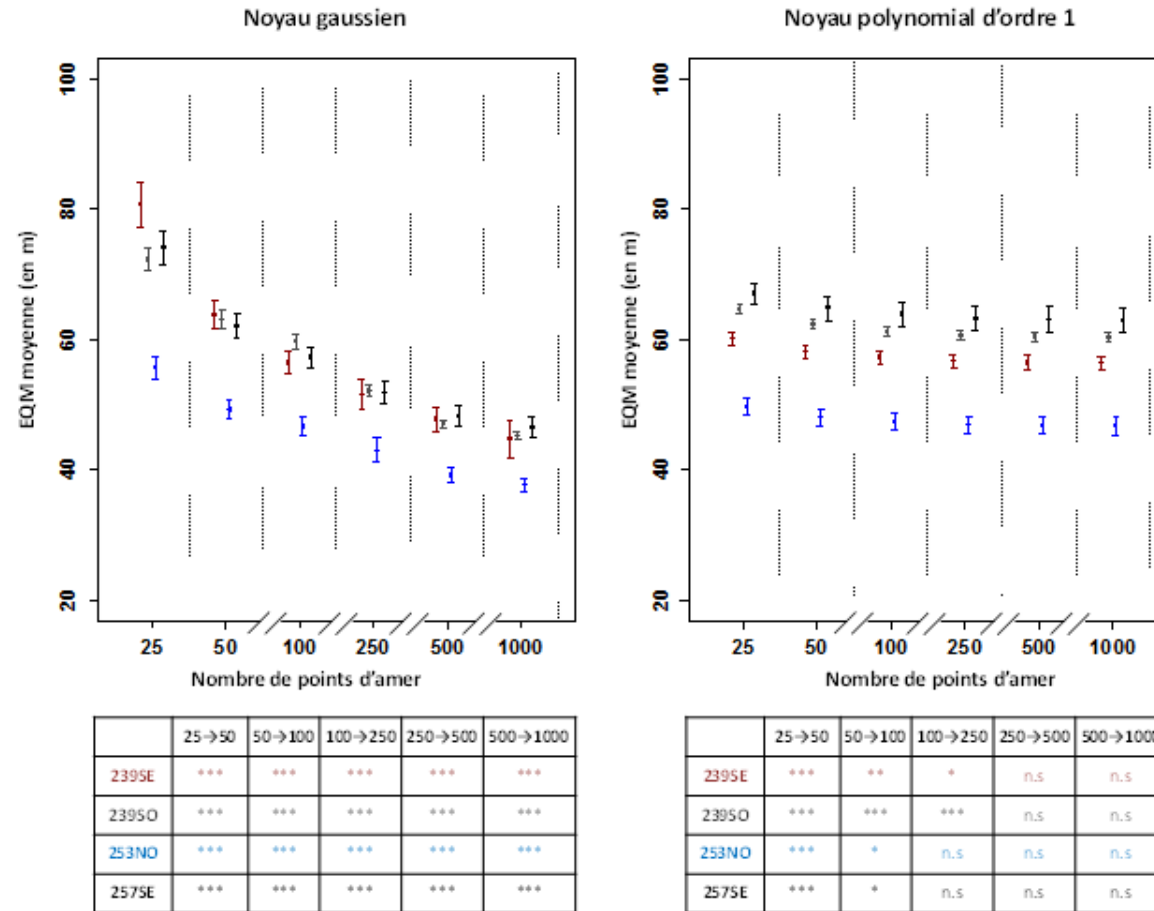 Noyau gaussien
Noyau polynomial d'ordre 1
EQM moyenne (en m)
100
80
60
40
20
25 50 100 250 500 1000
Nombre de points d'amer
EQM moyenne (en m)
100
80
60
40
20
25 50 100 250 500 1000
Nombre de points d'amer
25→50 50→100 100→250 250→500 500→1000
239SE *** *** *** *** ***
239SO *** *** *** *** ***
253NO *** *** *** *** ***
257SE *** *** *** *** ***
25→50 50→100 100→250 250→500 500→1000
239SE *** ** * n.s n.s
239SO *** *** *** n.s n.s
253NO *** * n.s n.s n.s
257SE *** * n.s n.s n.s